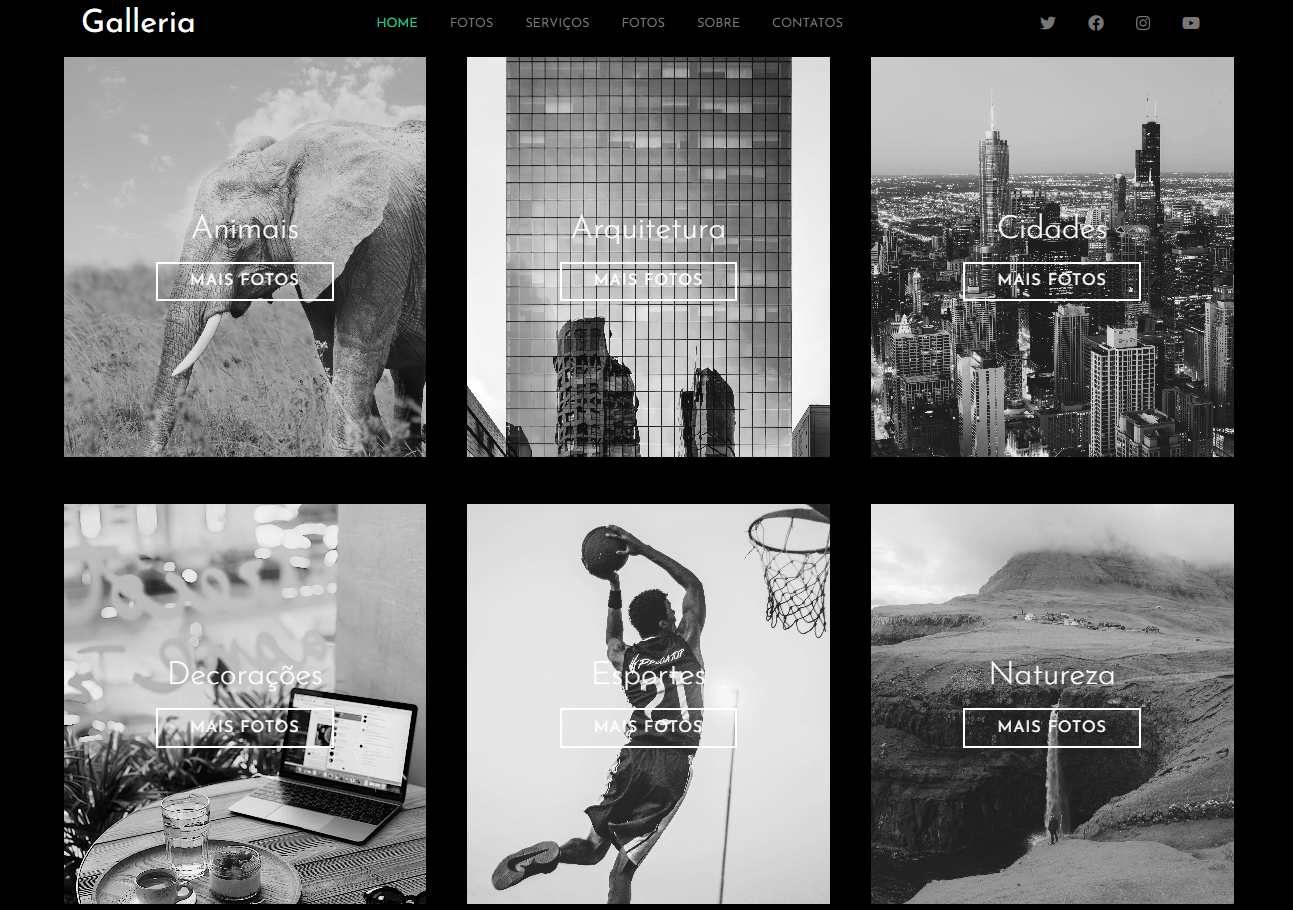 Galleria
HOME FOTOS SERVIÇOS FOTOS SOBRE CONTATOS
Animais
MAIS FOTOS
Arquitetura
MAIS FOTOS
Cidades
MAIS FOTOS
Decorações
MAIS FOTOS
Esportes
21
MAIS FOTOS
Natureza
MAIS FOTOS